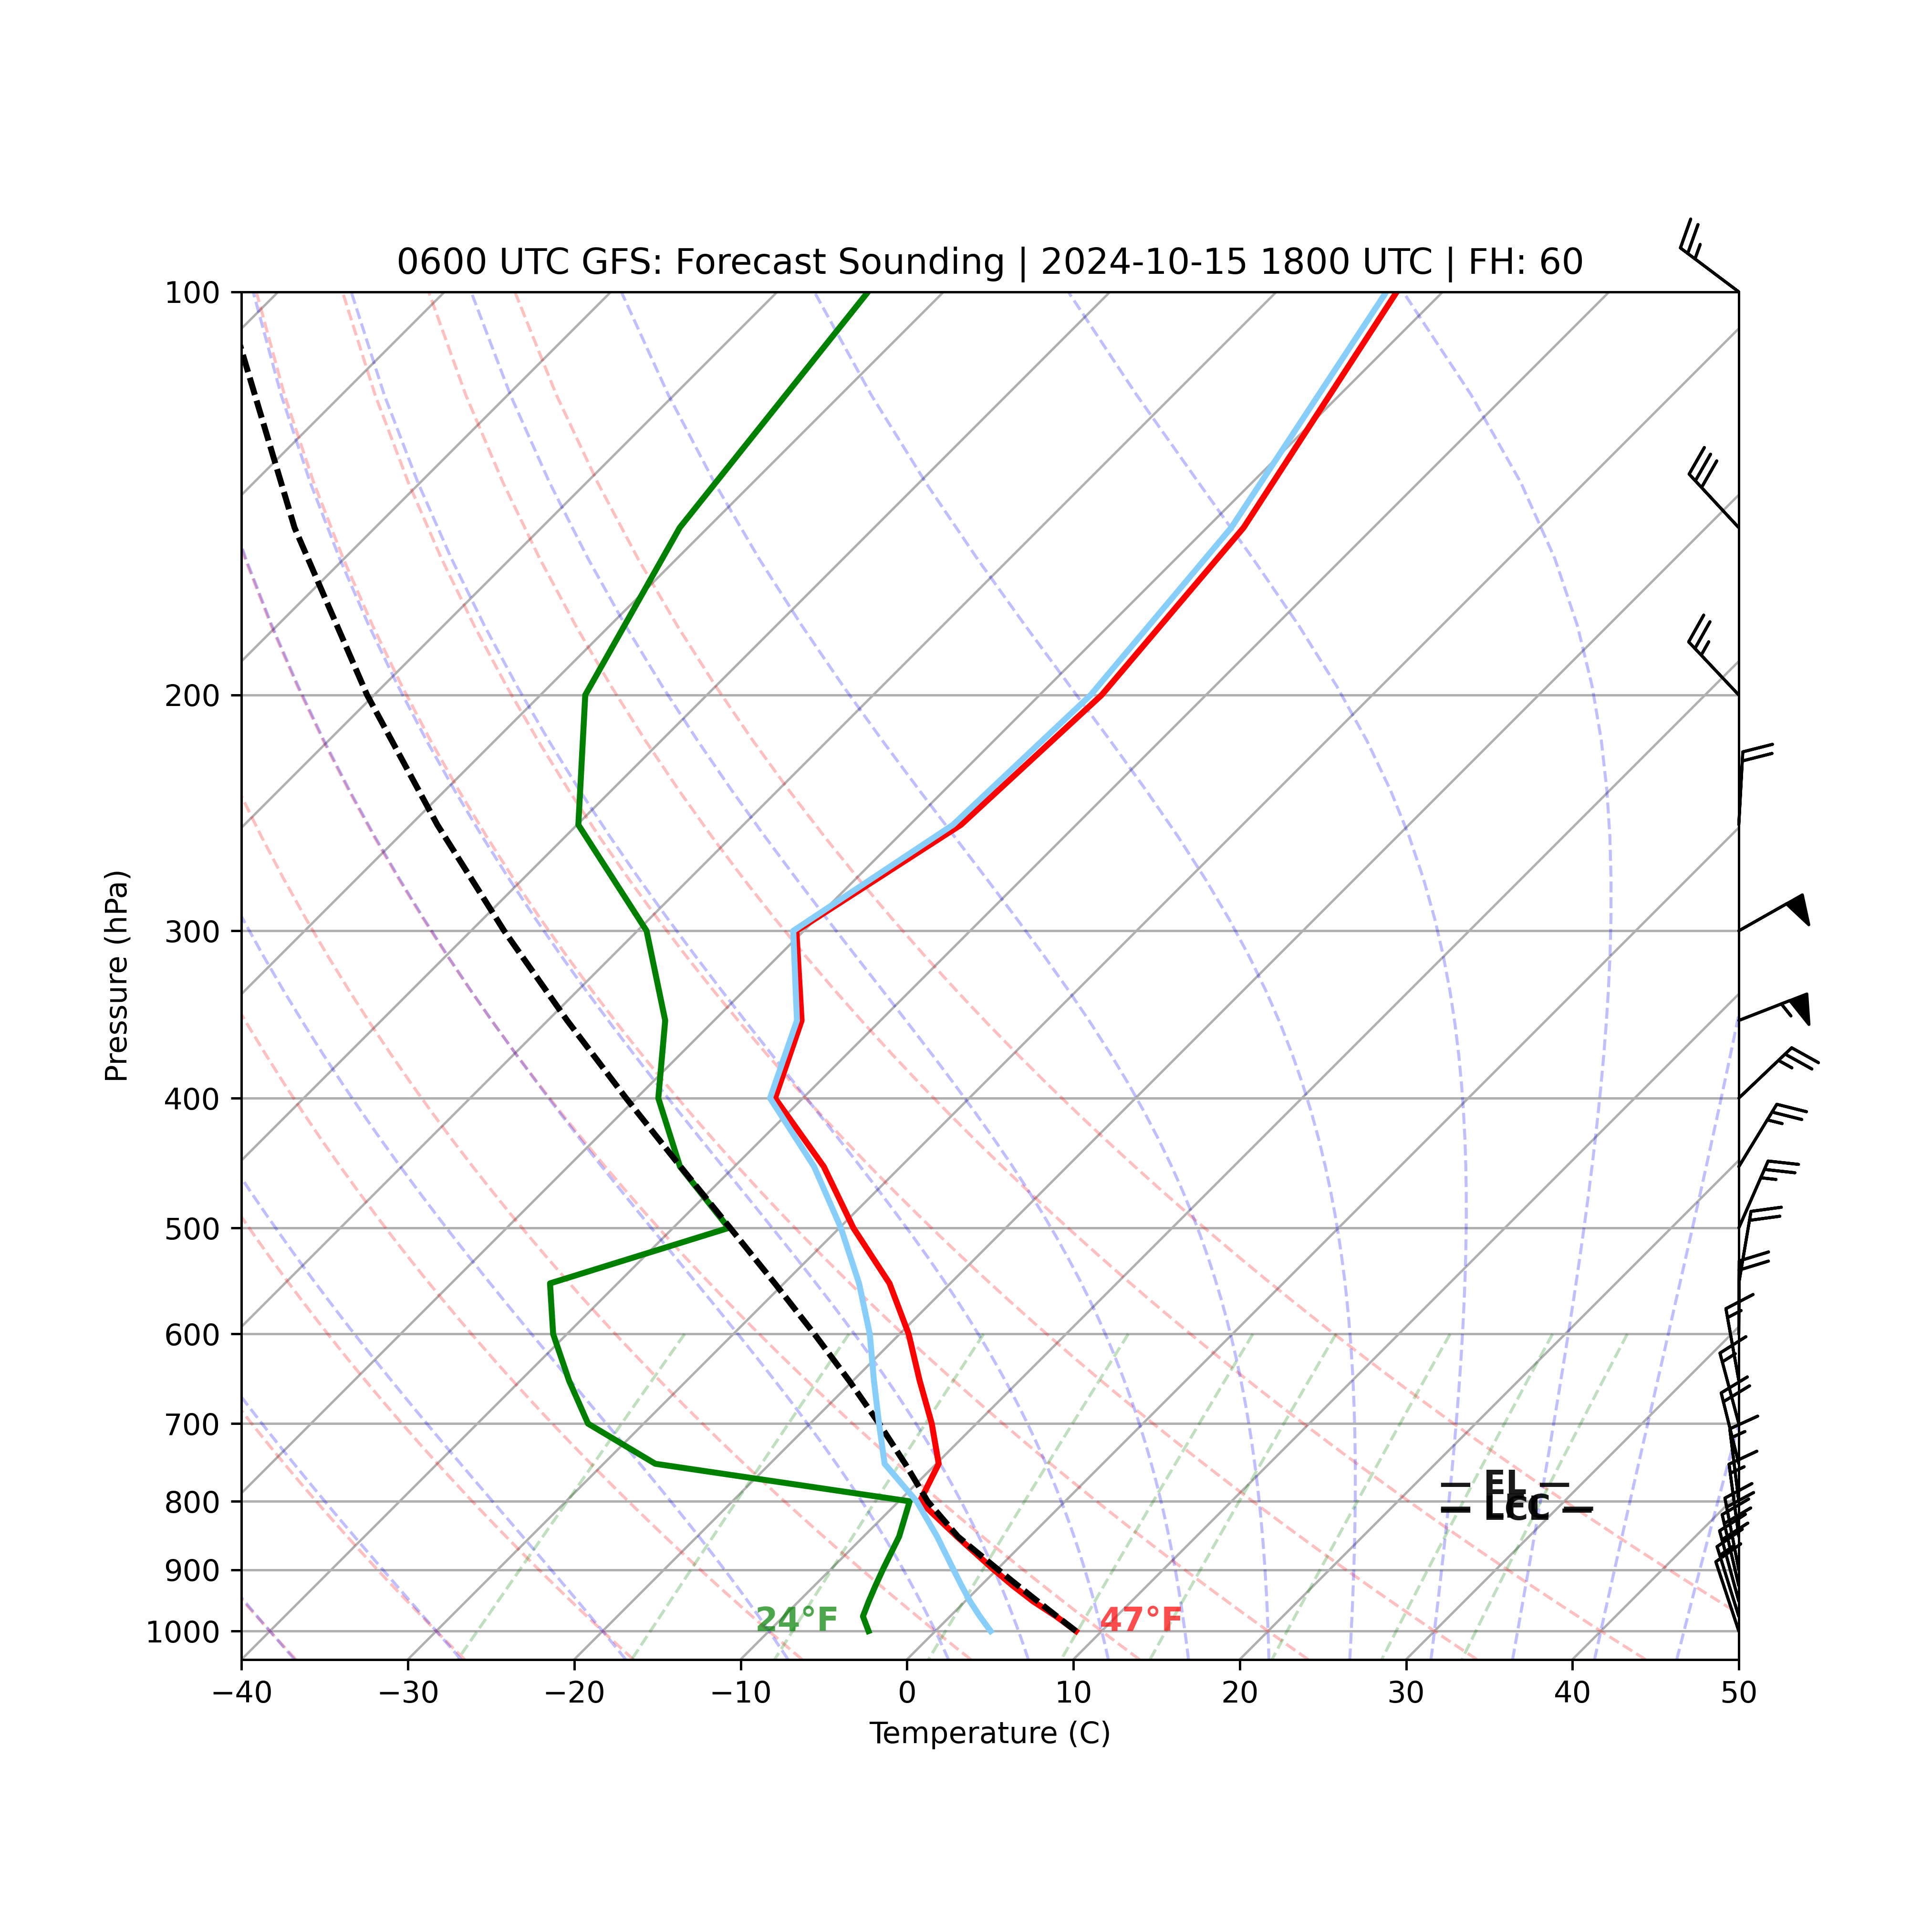 0600 UTC GFS: Forecast Sounding | 2024-10-15 1800 UTC | FH: 60
100
200
300
400
500
600
700
800
900
1000
Pressure (hPa)
— EL —
24°F
47°F
−40 −30 −20 −10 0 10 20 30 40 50
Temperature (C)